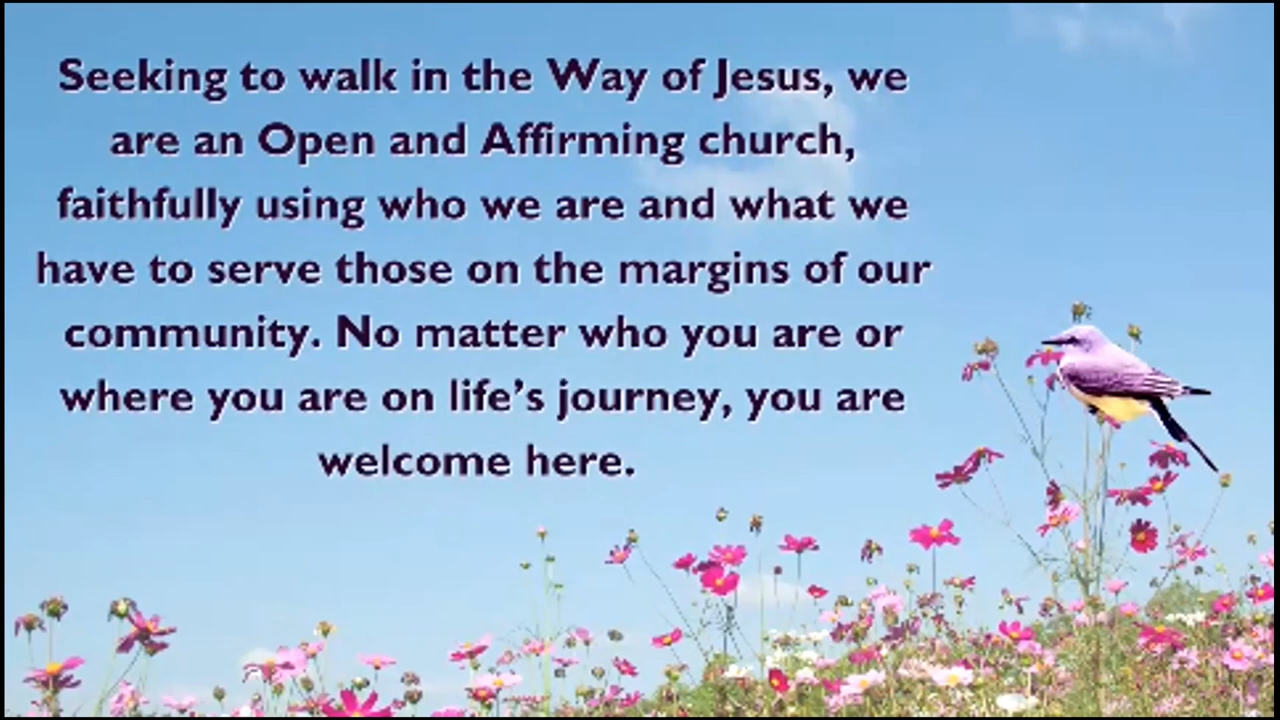 Seeking to walk in the Way of Jesus, we
are an Open and Affirming church,
faithfully using who we are and what we
have to serve those on the margins of our
community. No matter who you are or
where you are on life’s journey, you are
welcome here.